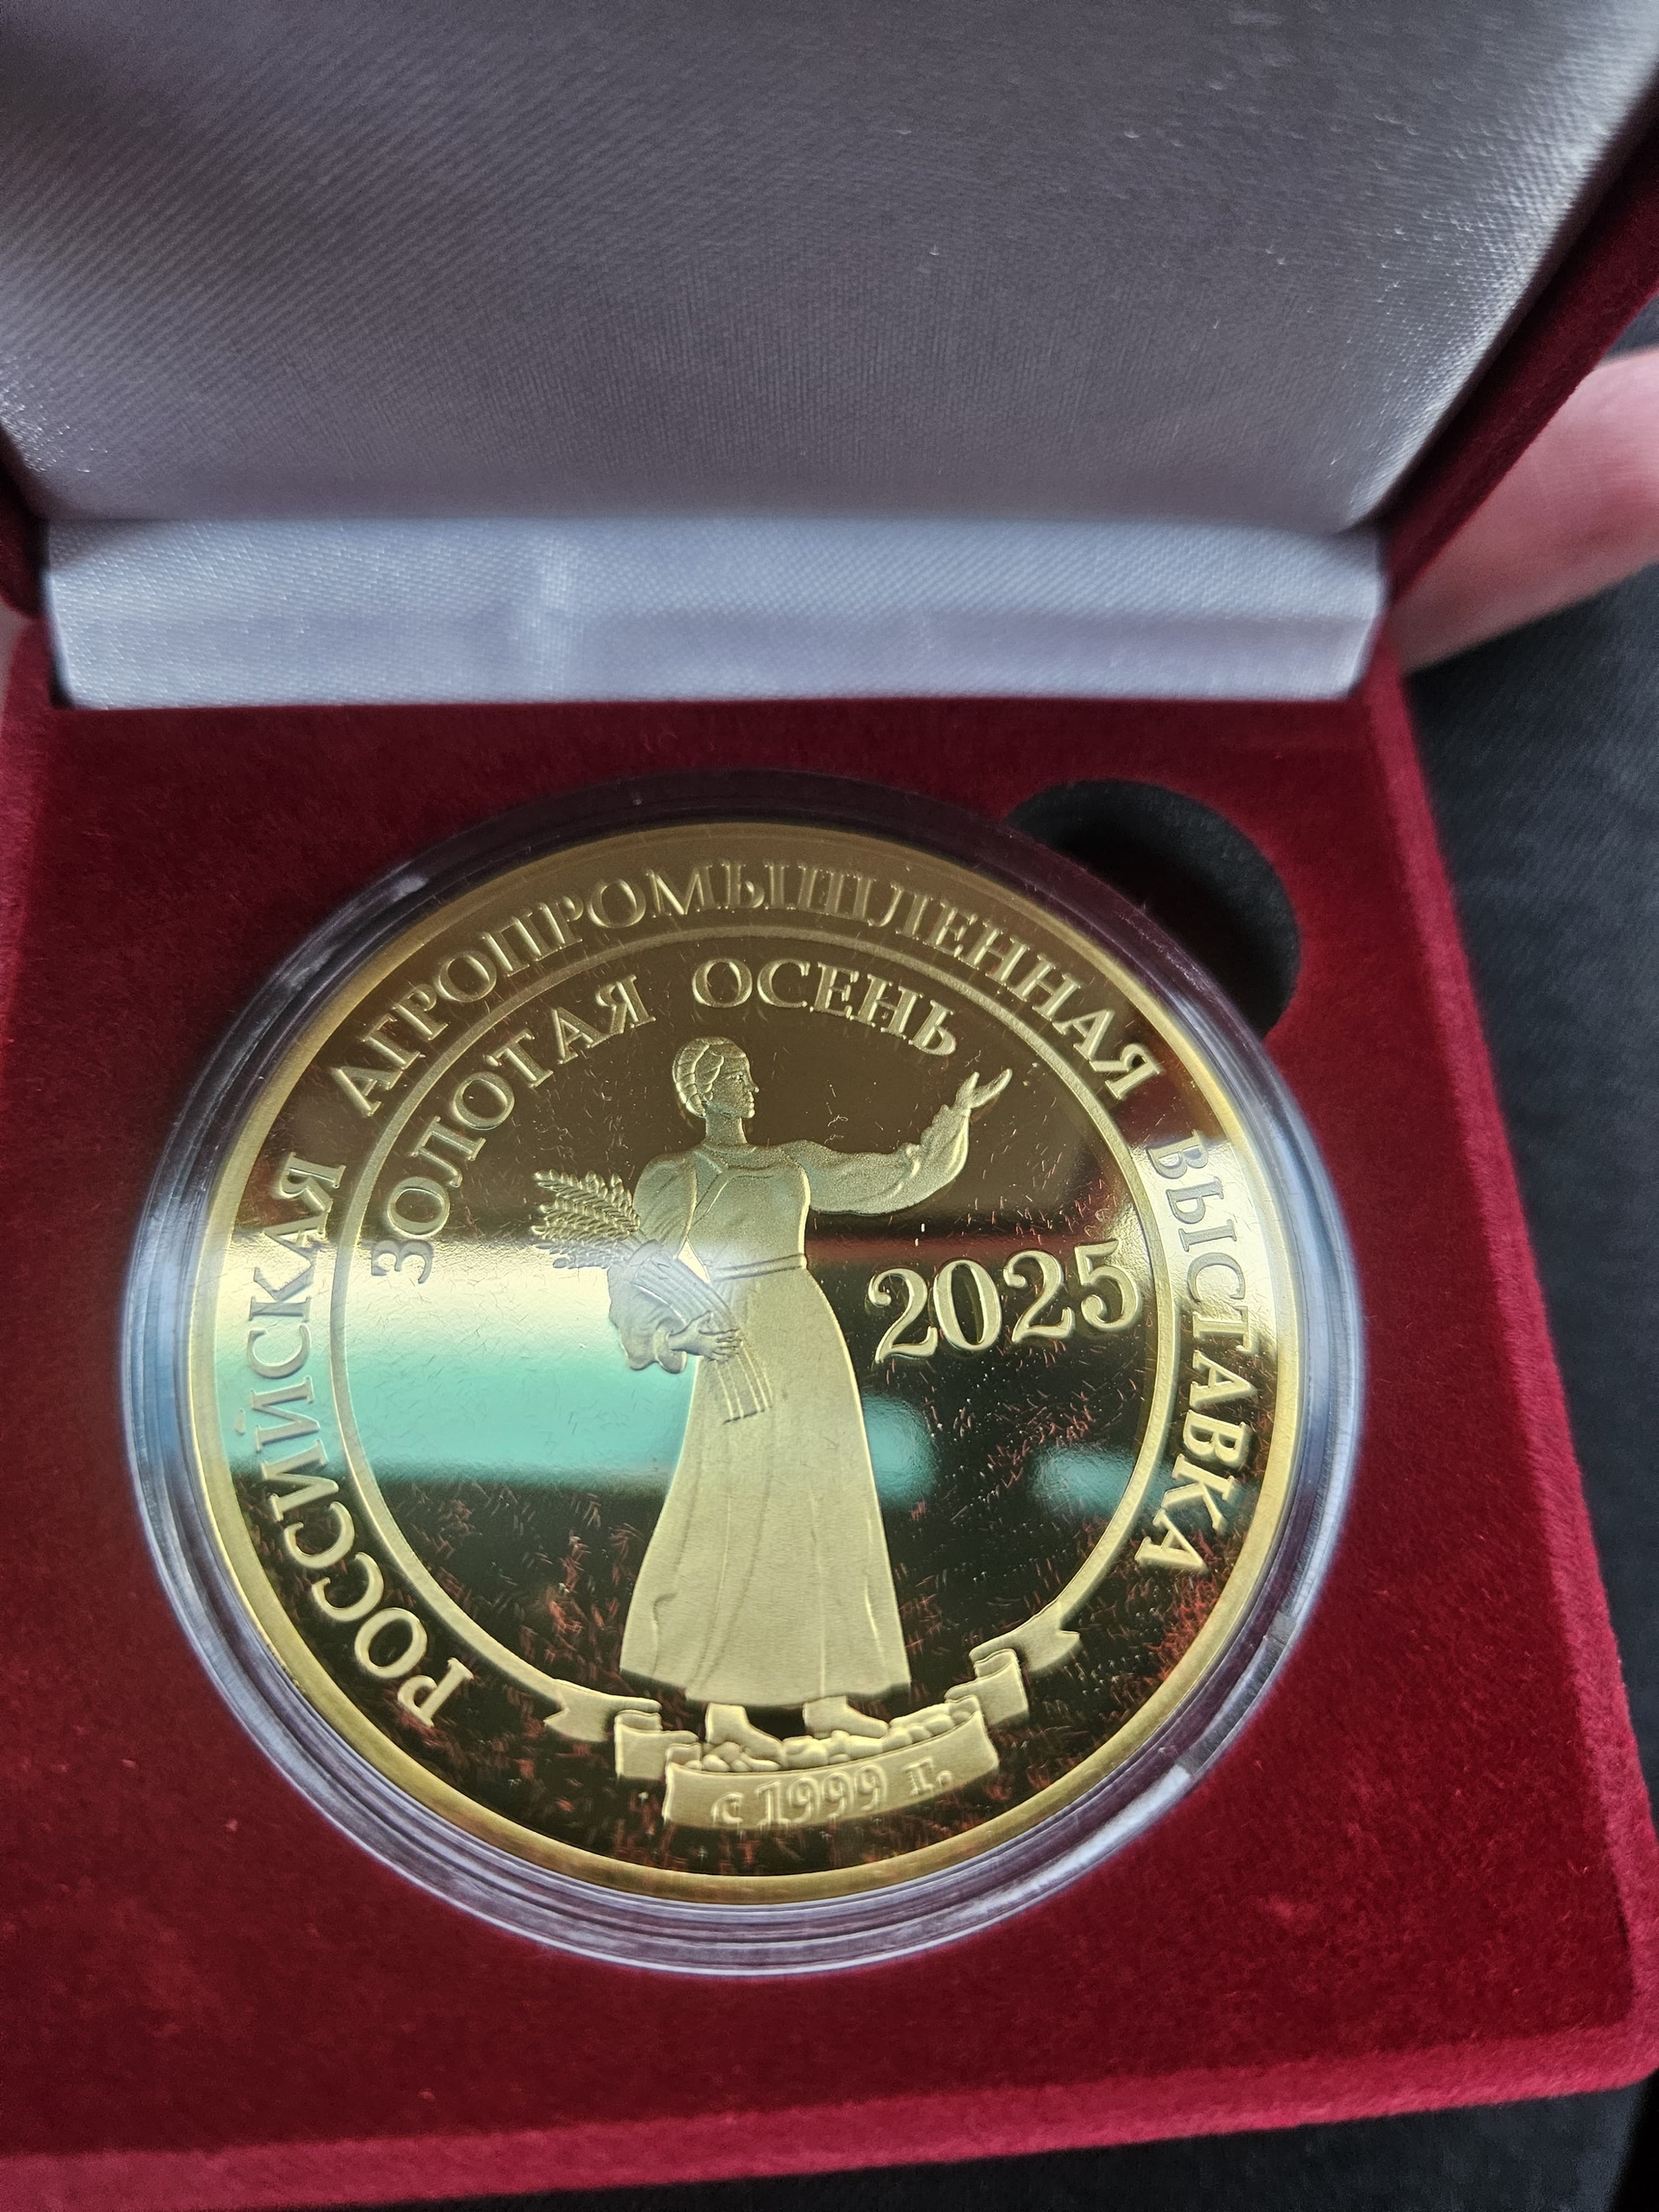 РОССИЙСКАЯ АГРОПРОМЫШЛЕННАЯ ВЫСТАВКА
ЗОЛОТАЯ ОСЕНЬ
2025
с 1999 г.